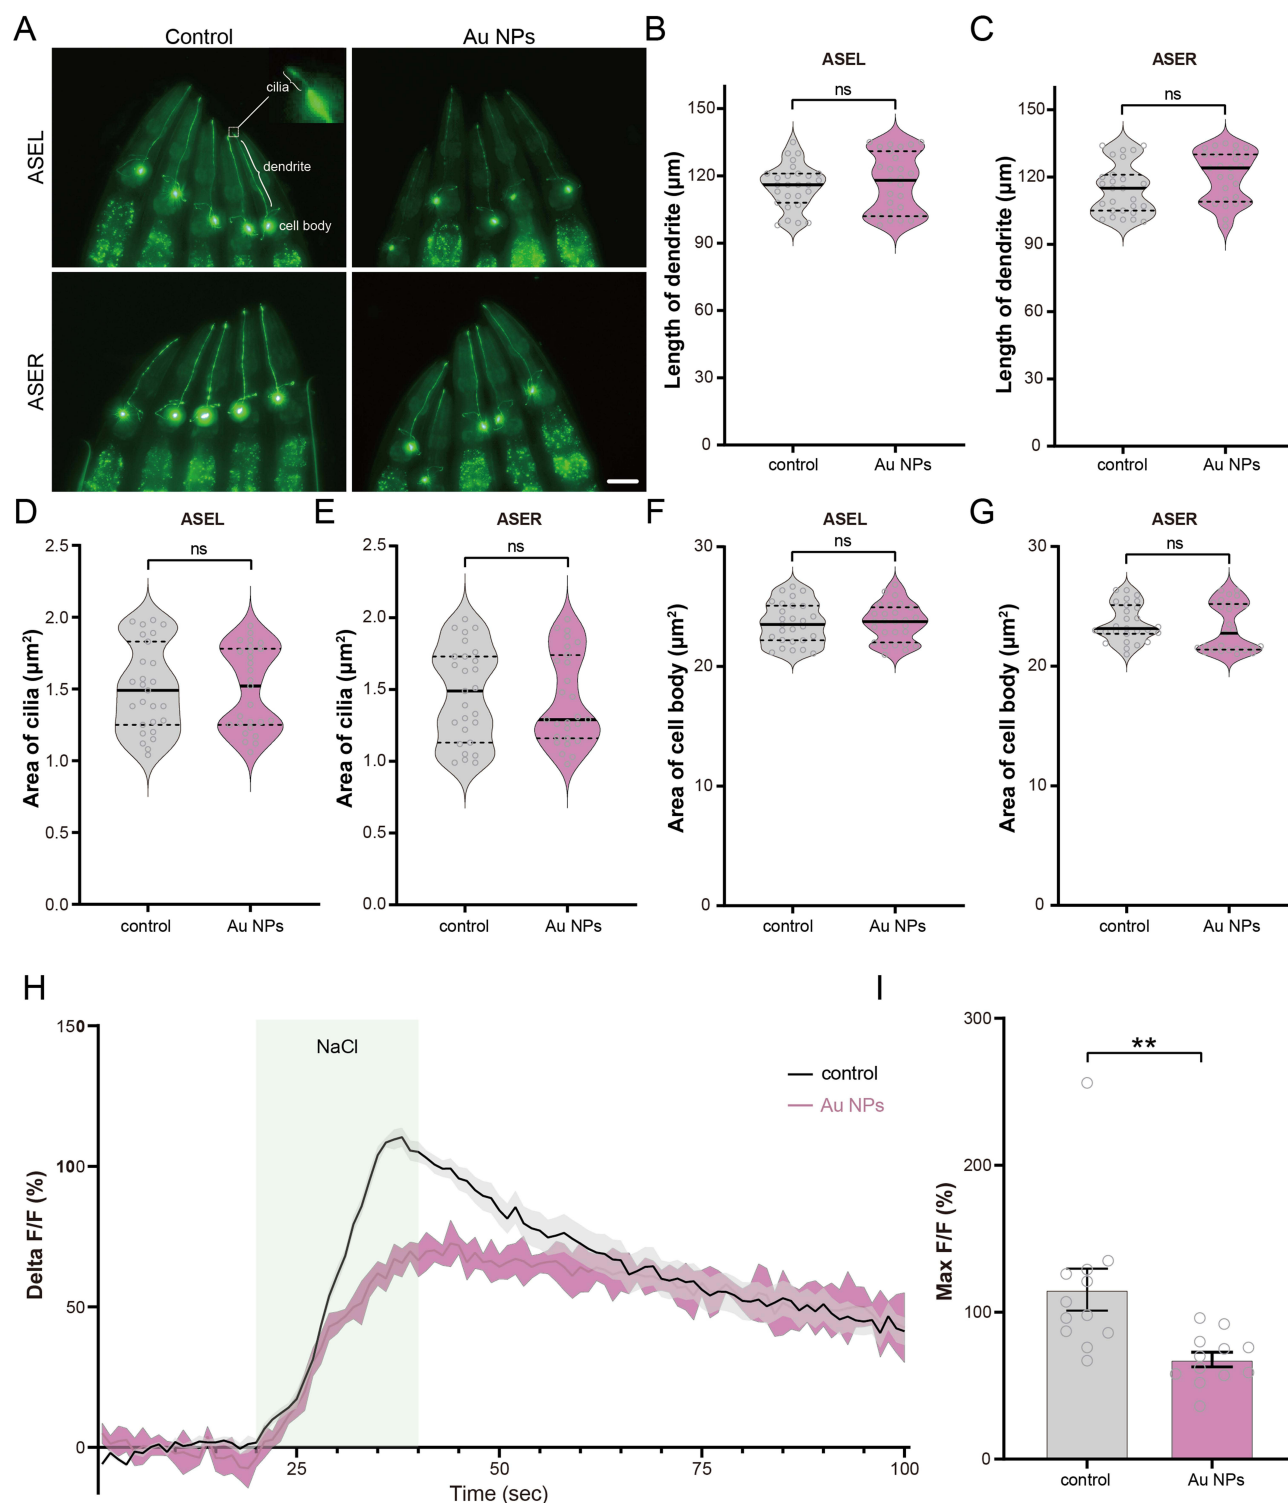 A
Control
Au NPs
ASEL
cilia
dendrite
cell body
ASER
B
ASEL
ns
Length of dendrite (μm)
150
120
90
60
30
0
control
Au NPs
C
ASER
ns
Length of dendrite (μm)
150
120
90
60
30
0
control
Au NPs
D
ASEL
ns
Area of cilia (μm²)
2.5
2.0
1.5
1.0
0.5
0.0
control
Au NPs
E
ASER
ns
Area of cilia (μm²)
2.5
2.0
1.5
1.0
0.5
0.0
control
Au NPs
F
ASEL
ns
Area of cell body (μm²)
30
20
10
0
control
Au NPs
G
ASER
ns
Area of cell body (μm²)
30
20
10
0
control
Au NPs
H
NaCl
control
Au NPs
Delta F/F (%)
150
100
50
0
25
50
75
100
Time (sec)
I
**
Max F/F (%)
300
200
100
0
control
Au NPs